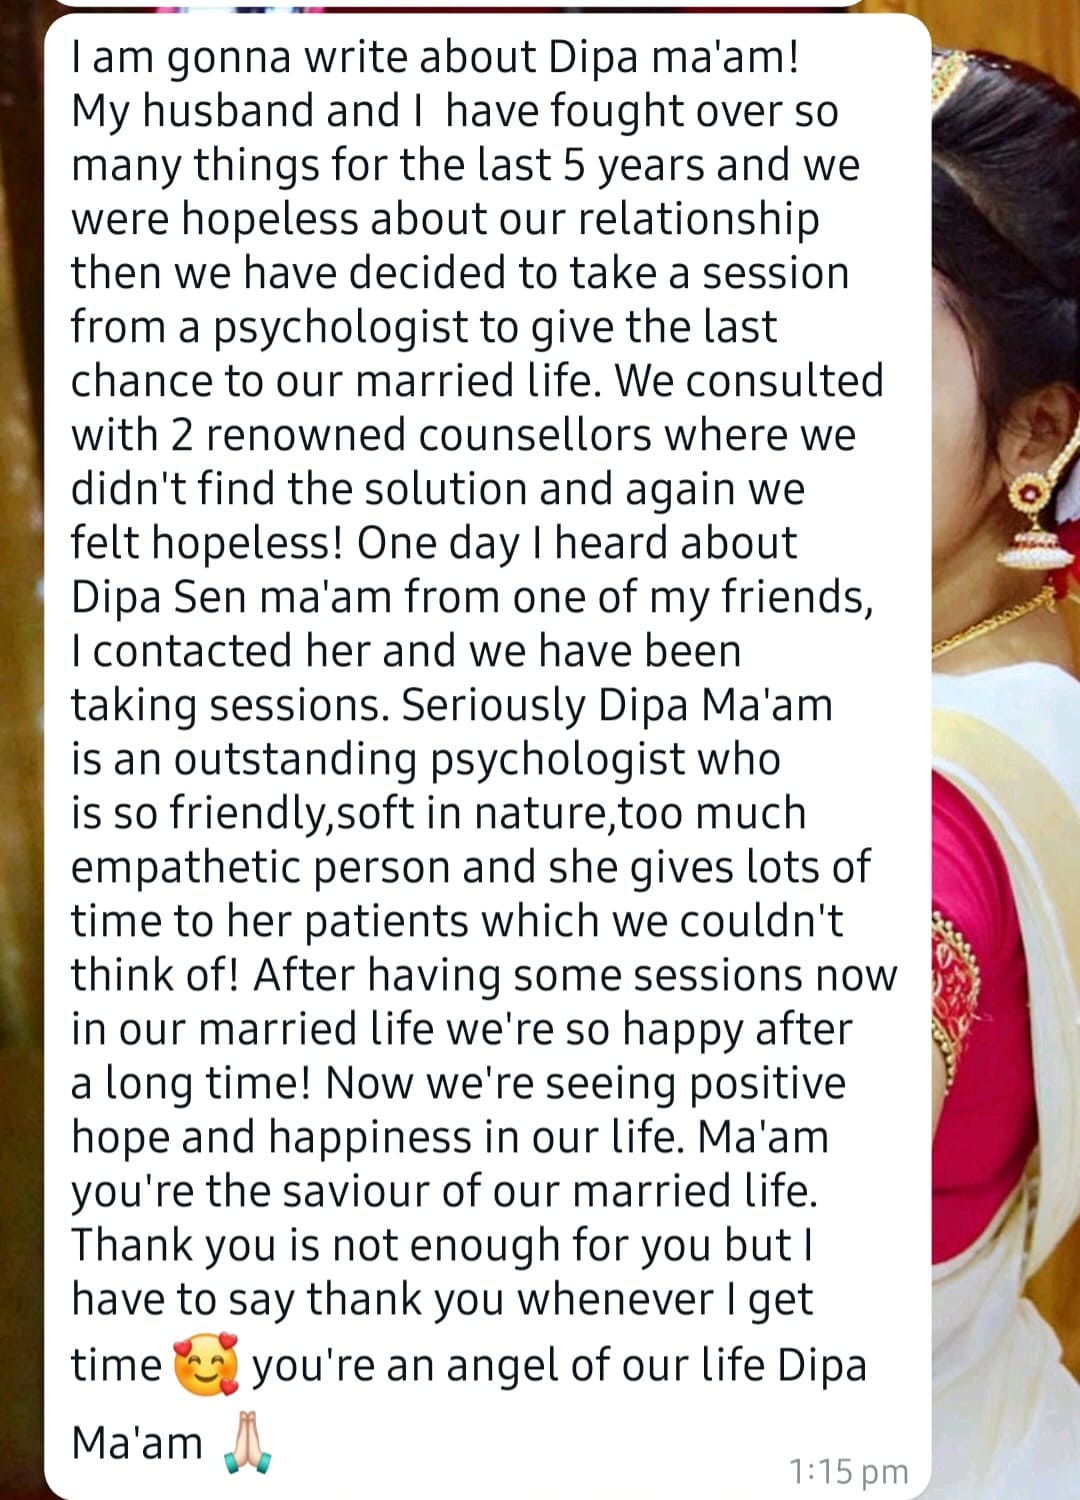 I am gonna write about Dipa ma'am!
My husband and I  have fought over so
many things for the last 5 years and we
were hopeless about our relationship
then we have decided to take a session
from a psychologist to give the last
chance to our married life. We consulted
with 2 renowned counsellors where we
didn't find the solution and again we
felt hopeless! One day I heard about
Dipa Sen ma'am from one of my friends,
I contacted her and we have been
taking sessions. Seriously Dipa Ma'am
is an outstanding psychologist who
is so friendly,soft in nature,too much
empathetic person and she gives lots of
time to her patients which we couldn't
think of! After having some sessions now
in our married life we're so happy after
a long time! Now we're seeing positive
hope and happiness in our life. Ma'am
you're the saviour of our married life.
Thank you is not enough for you but I
have to say thank you whenever I get
time 🥰 you're an angel of our life Dipa
Ma'am 🙏🏻
1:15 pm